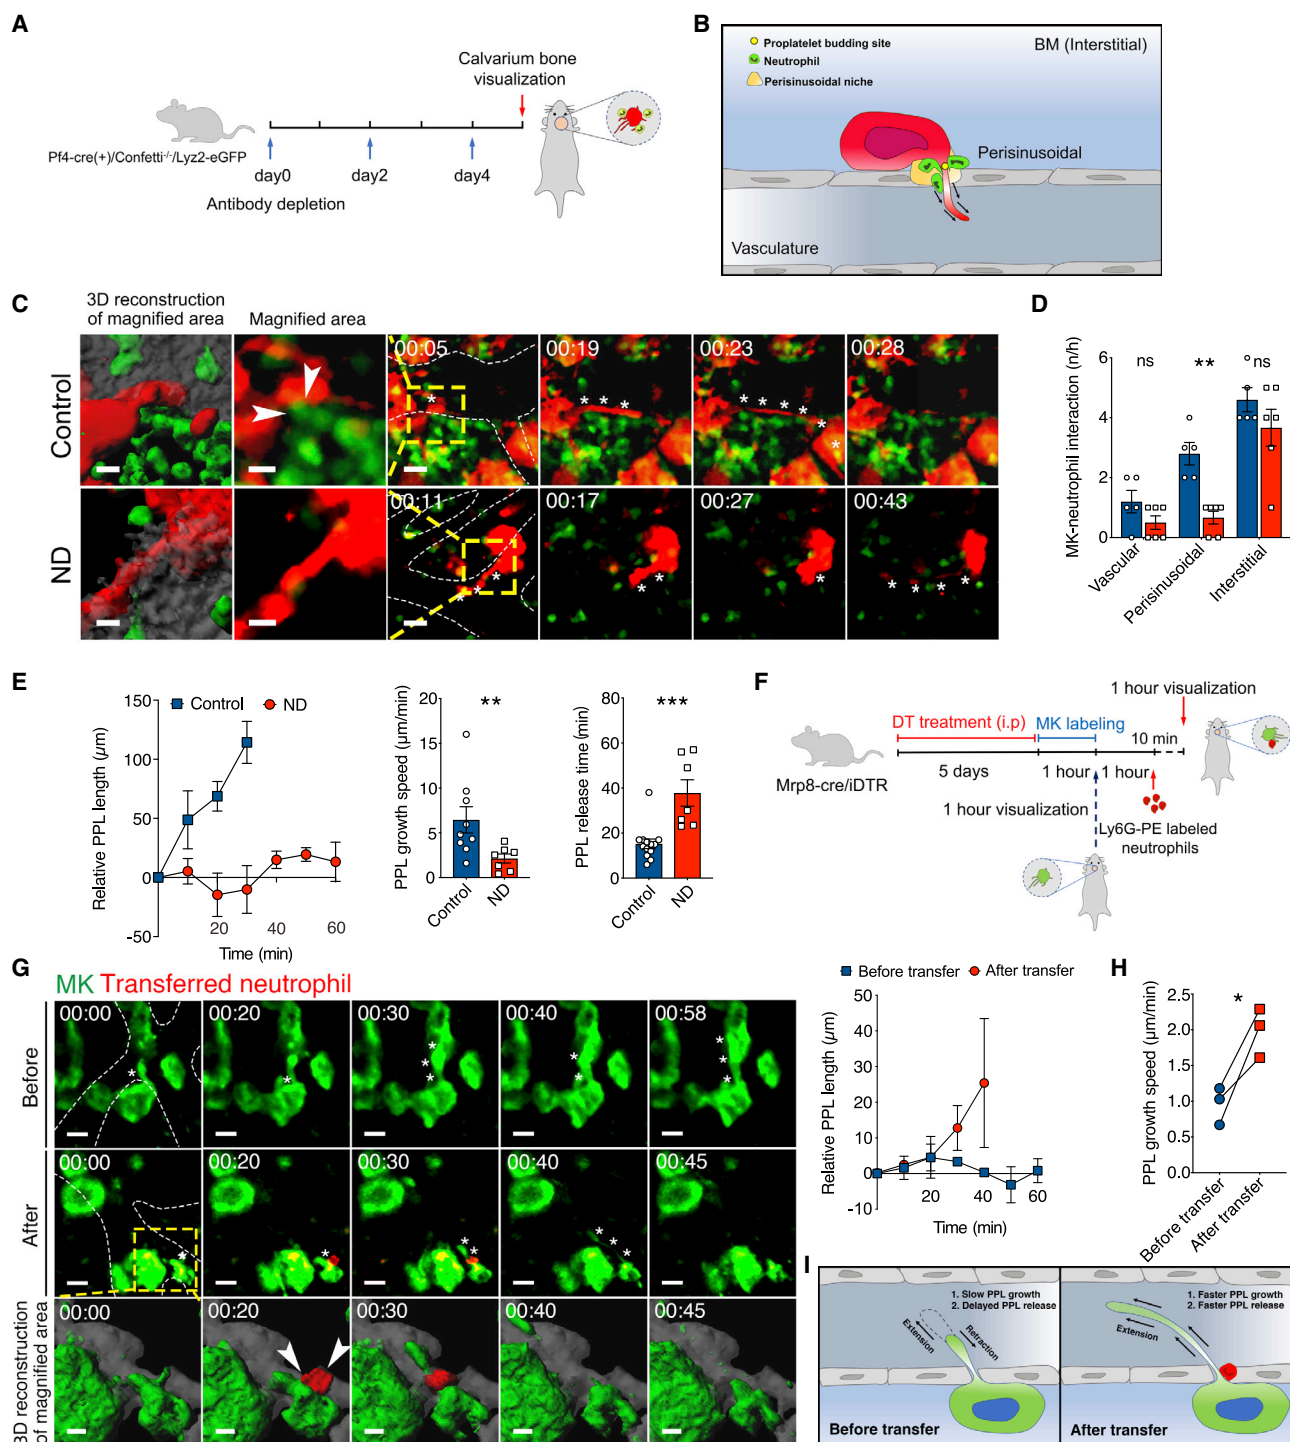 A
Calvarium bone
visualization
Pf4-cre(+)/Confetti-/-/Lyz2-eGFP
day0
day2
day4
Antibody depletion
B
Proplatelet budding site
Neutrophil
Perisinusoidal niche
BM (Interstitial)
Perisinusoidal
Vasculature
C
3D reconstruction
of magnified area
Magnified area
Control
00:05
00:19
00:23
00:28
ND
00:11
00:17
00:27
00:43
D
MK-neutrophil interaction (n/h)
6
4
2
0
ns
**
ns
Vascular
Perisinusoidal
Interstitial
E
Control
ND
Relative PPL length (µm)
150
100
50
0
-50
20
40
60
Time (min)
PPL growth speed (µm/min)
20
15
10
5
0
**
Control
ND
PPL release time (min)
80
60
40
20
0
***
Control
ND
F
1 hour visualization
DT treatment (i.p)
MK labeling
10 min
Mrp8-cre/iDTR
5 days
1 hour
1 hour
1 hour visualization
Ly6G-PE labeled
neutrophils
G
MK Transferred neutrophil
Before
00:00
00:20
00:30
00:40
00:58
After
00:00
00:20
00:30
00:40
00:45
3D reconstruction
of magnified area
00:00
00:20
00:30
00:40
00:45
Before transfer
After transfer
Relative PPL length (µm)
50
40
30
20
10
0
-10
20
40
60
Time (min)
H
PPL growth speed (µm/min)
2.5
2.0
1.5
1.0
0.5
0.0
*
Before transfer
After transfer
I
1. Slow PPL growth
2. Delayed PPL release
Extension
Retraction
Before transfer
1. Faster PPL growth
2. Faster PPL release
Extension
After transfer